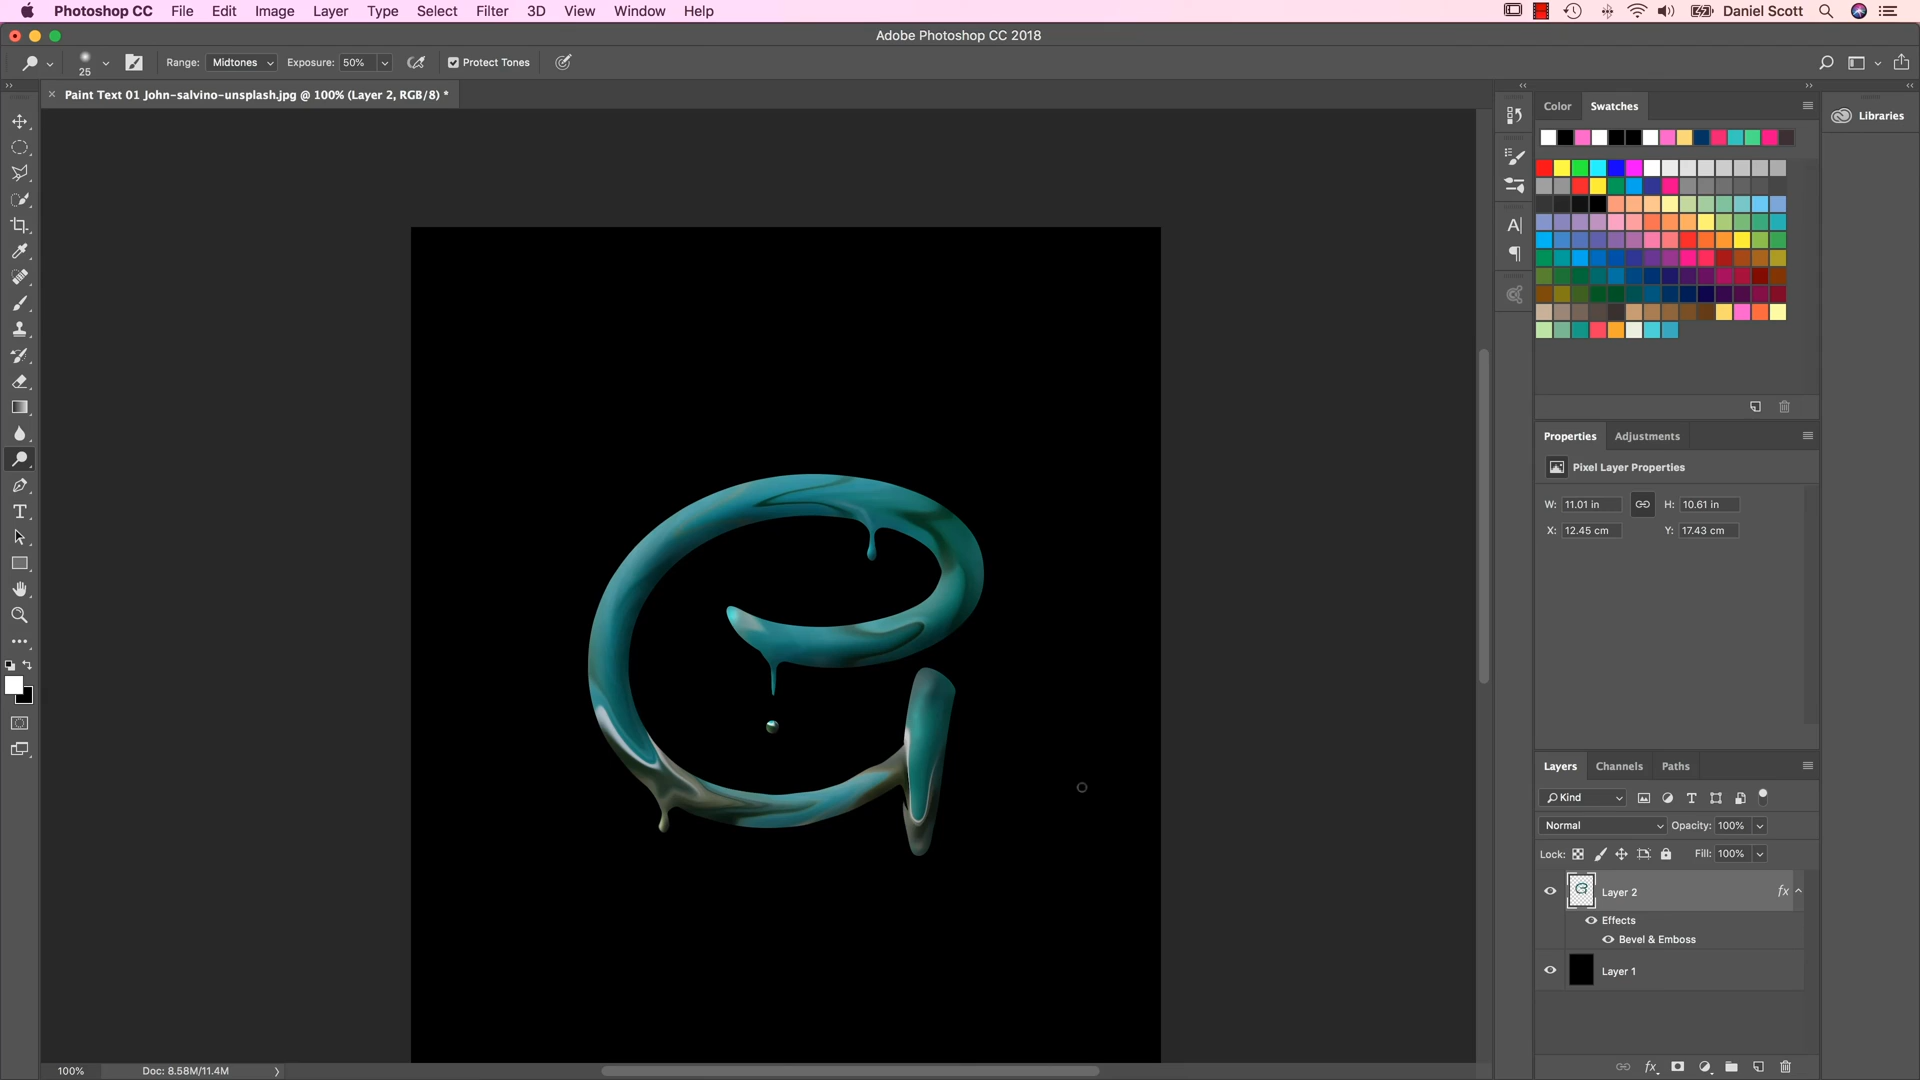 Photoshop CC File Edit Image Layer Type Select Filter 3D View Window Help Daniel Scott
Adobe Photoshop CC 2018
25 Range: Midtones Exposure: 50% Protect Tones
× Paint Text 01 John-salvino-unsplash.jpg @ 100% (Layer 2, RGB/8) *
Color Swatches
Libraries
Properties Adjustments
Pixel Layer Properties
W: 11.01 in H: 10.61 in
X: 12.45 cm Y: 17.43 cm
Layers Channels Paths
Kind
Normal Opacity: 100%
Lock: Fill: 100%
Layer 2 fx
Effects
Bevel & Emboss
Layer 1
100% Doc: 8.58M/11.4M
fx